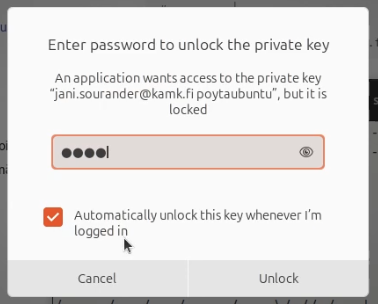 Enter password to unlock the private key
An application wants access to the private key
“jani.sourander@kamk.fi poytaubuntu”, but it is
locked
●●●●
Automatically unlock this key whenever I’m
logged in
Cancel
Unlock